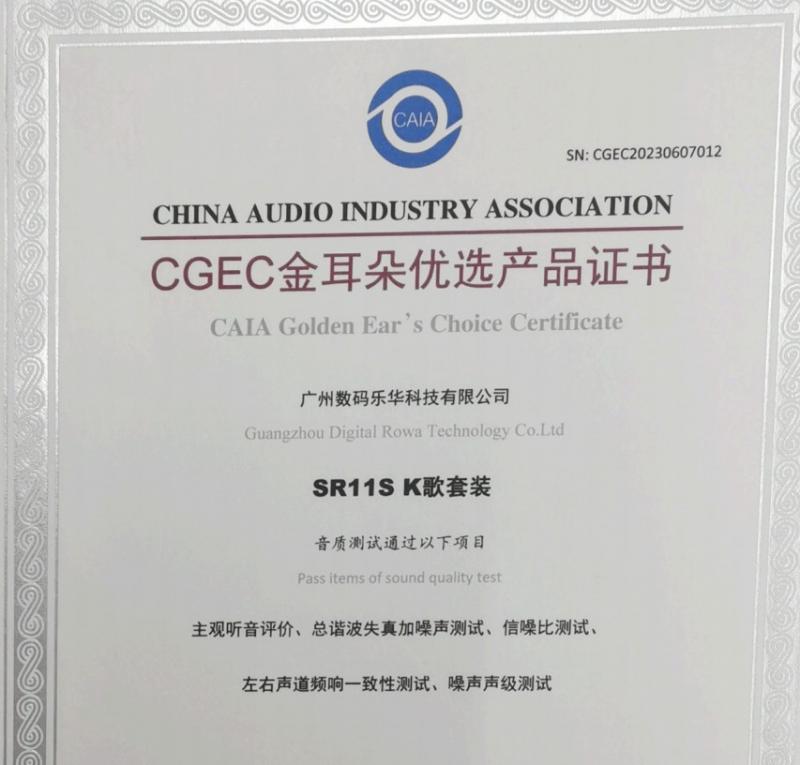 CAIA
SN: CGEC20230607012
CHINA AUDIO INDUSTRY ASSOCIATION
CGEC金耳朵优选产品证书
CAIA Golden Ear's Choice Certificate
广州数码乐华科技有限公司
Guangzhou Digital Rowa Technology Co.Ltd
SR11S K歌套装
音质测试通过以下项目
Pass items of sound quality test
主观听音评价、总谐波失真加噪声测试、信噪比测试、
左右声道频响一致性测试、噪声声级测试